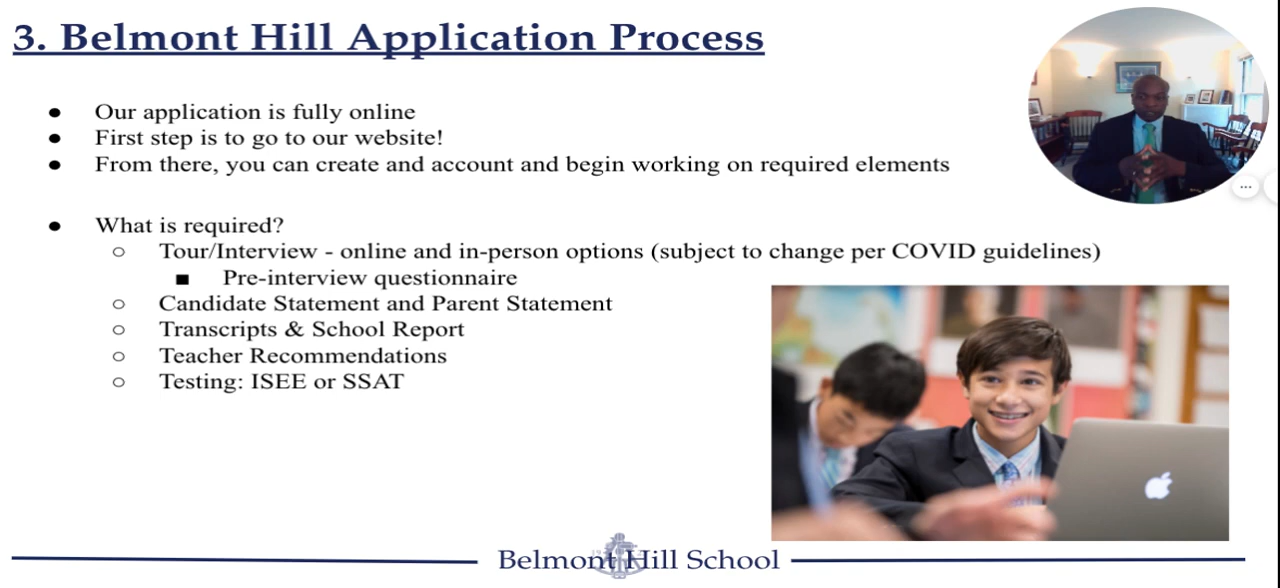 3. Belmont Hill Application Process
● Our application is fully online
● First step is to go to our website!
● From there, you can create and account and begin working on required elements
● What is required?
○ Tour/Interview - online and in-person options (subject to change per COVID guidelines)
■ Pre-interview questionnaire
○ Candidate Statement and Parent Statement
○ Transcripts & School Report
○ Teacher Recommendations
○ Testing: ISEE or SSAT
Belmont Hill School